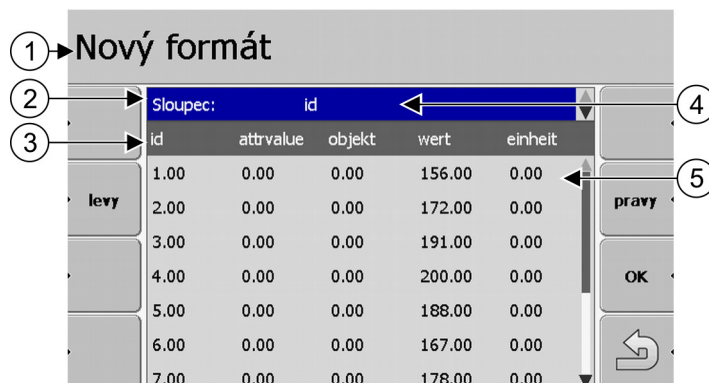 1 Nový formát
2 Sloupec: id 4
3 id attrvalue objekt wert einheit
1.00 0.00 0.00 156.00 0.00 5
levy 2.00 0.00 0.00 172.00 0.00 pravy
3.00 0.00 0.00 191.00 0.00
4.00 0.00 0.00 200.00 0.00 OK
5.00 0.00 0.00 188.00 0.00
6.00 0.00 0.00 167.00 0.00
7.00 0.00 0.00 178.00 0.00